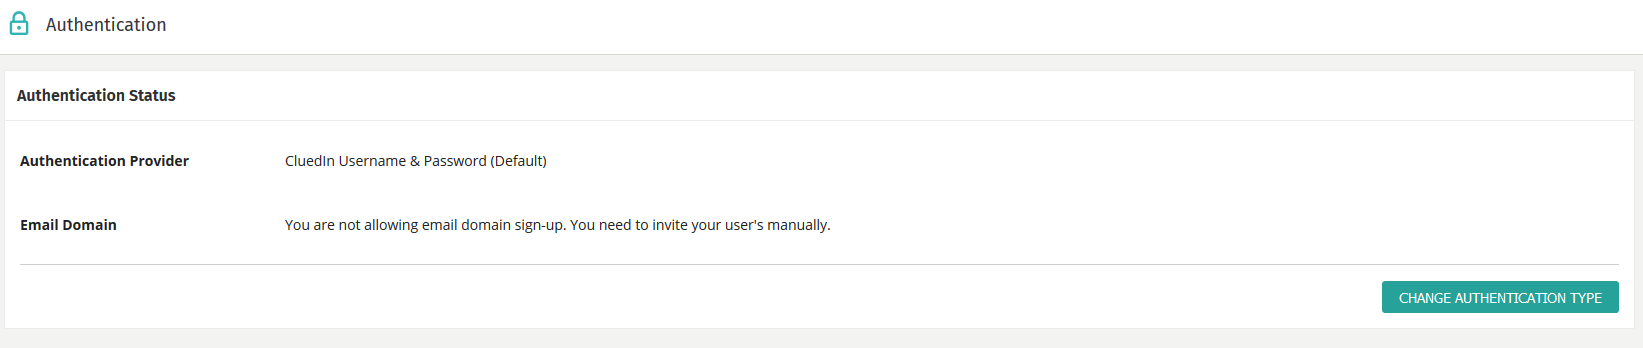 Authentication
Authentication Status
Authentication Provider CluedIn Username & Password (Default)
Email Domain You are not allowing email domain sign-up. You need to invite your user's manually.
CHANGE AUTHENTICATION TYPE